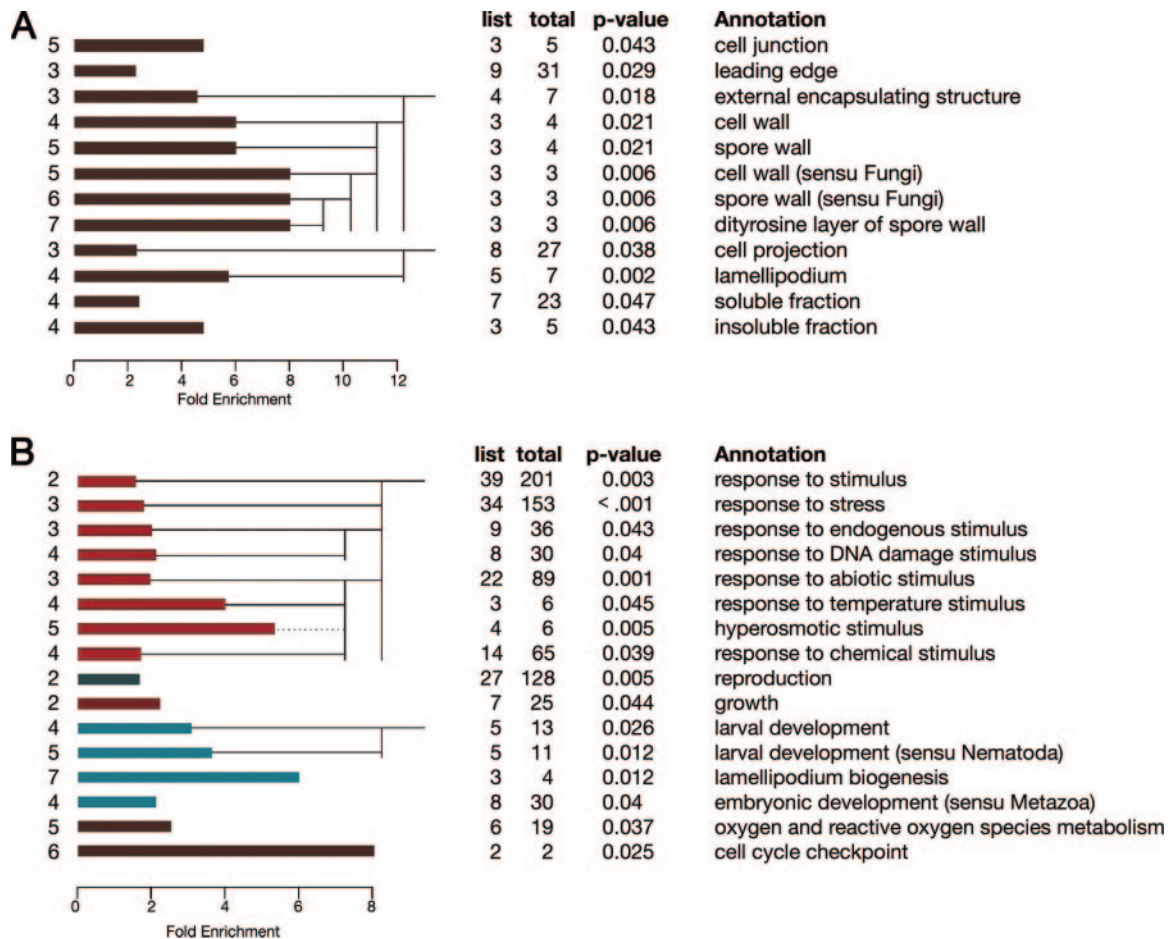 A list total p-value Annotation
5 3 5 0.043 cell junction
3 9 31 0.029 leading edge
3 4 7 0.018 external encapsulating structure
4 3 4 0.021 cell wall
5 3 4 0.021 spore wall
5 3 3 0.006 cell wall (sensu Fungi)
6 3 3 0.006 spore wall (sensu Fungi)
7 3 3 0.006 dityrosine layer of spore wall
3 8 27 0.038 cell projection
4 5 7 0.002 lamellipodium
4 7 23 0.047 soluble fraction
4 3 5 0.043 insoluble fraction
0 2 4 6 8 10 12
Fold Enrichment
B list total p-value Annotation
2 39 201 0.003 response to stimulus
3 34 153 < .001 response to stress
3 9 36 0.043 response to endogenous stimulus
4 8 30 0.04 response to DNA damage stimulus
3 22 89 0.001 response to abiotic stimulus
4 3 6 0.045 response to temperature stimulus
5 4 6 0.005 hyperosmotic stimulus
4 14 65 0.039 response to chemical stimulus
2 27 128 0.005 reproduction
2 7 25 0.044 growth
4 5 13 0.026 larval development
5 5 11 0.012 larval development (sensu Nematoda)
7 3 4 0.012 lamellipodium biogenesis
4 8 30 0.04 embryonic development (sensu Metazoa)
5 6 19 0.037 oxygen and reactive oxygen species metabolism
6 2 2 0.025 cell cycle checkpoint
0 2 4 6 8
Fold Enrichment